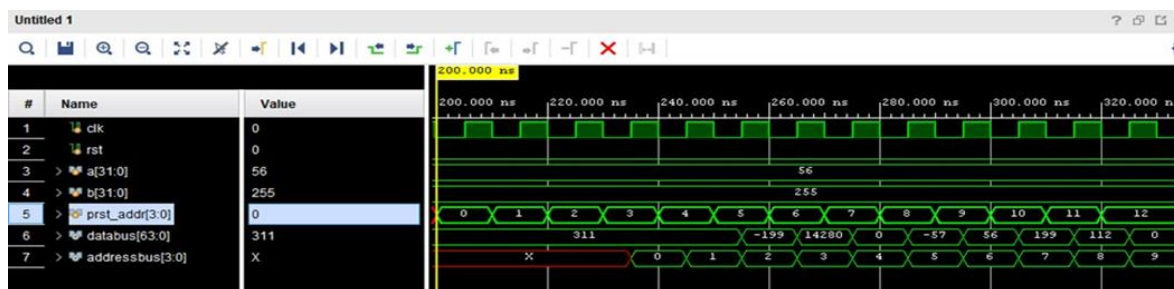 Untitled 1
200.000 ns
# Name Value 200.000 ns 220.000 ns 240.000 ns 260.000 ns 280.000 ns 300.000 ns 320.000 n
1 clk 0
2 rst 0
3 > a[31:0] 56 56
4 > b[31:0] 255 255
5 > prst_addr[3:0] 0 0 1 2 3 4 5 6 7 8 9 10 11 12
6 > databus[63:0] 311 311 -199 14280 0 -57 56 199 112 0
7 > addressbus[3:0] X X 0 1 2 3 4 5 6 7 8 9